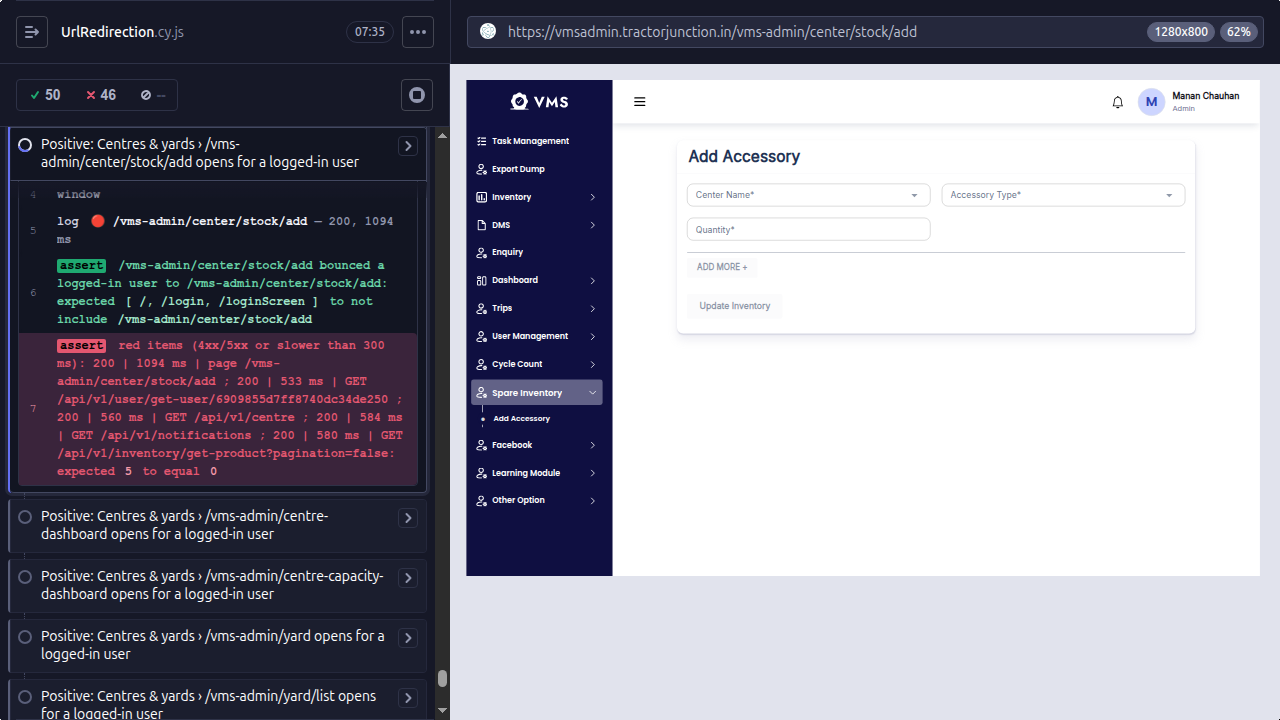 UrlRedirection.cy.js
07:35
50
46
--
Positive: Centres & yards › /vms-
admin/center/stock/add opens for a logged-in user
4 window
5 log 🔴 /vms-admin/center/stock/add — 200, 1094
ms
assert /vms-admin/center/stock/add bounced a
logged-in user to /vms-admin/center/stock/add:
6 expected [ /, /login, /loginScreen ] to not
include /vms-admin/center/stock/add
assert red items (4xx/5xx or slower than 300
ms): 200 | 1094 ms | page /vms-
admin/center/stock/add ; 200 | 533 ms | GET
/api/v1/user/get-user/6909855d7ff8740dc34de250 ;
7 200 | 560 ms | GET /api/v1/centre ; 200 | 584 ms
| GET /api/v1/notifications ; 200 | 580 ms | GET
/api/v1/inventory/get-product?pagination=false:
expected 5 to equal 0
Positive: Centres & yards › /vms-admin/centre-
dashboard opens for a logged-in user
Positive: Centres & yards › /vms-admin/centre-capacity-
dashboard opens for a logged-in user
Positive: Centres & yards › /vms-admin/yard opens for a
logged-in user
Positive: Centres & yards › /vms-admin/yard/list opens
for a logged-in user
https://vmsadmin.tractorjunction.in/vms-admin/center/stock/add
1280x800
62%
VMS
Task Management
Export Dump
Inventory
DMS
Enquiry
Dashboard
Trips
User Management
Cycle Count
Spare Inventory
Add Accessory
Facebook
Learning Module
Other Option
M
Manan Chauhan
Admin
Add Accessory
Center Name*
Accessory Type*
Quantity*
ADD MORE +
Update Inventory